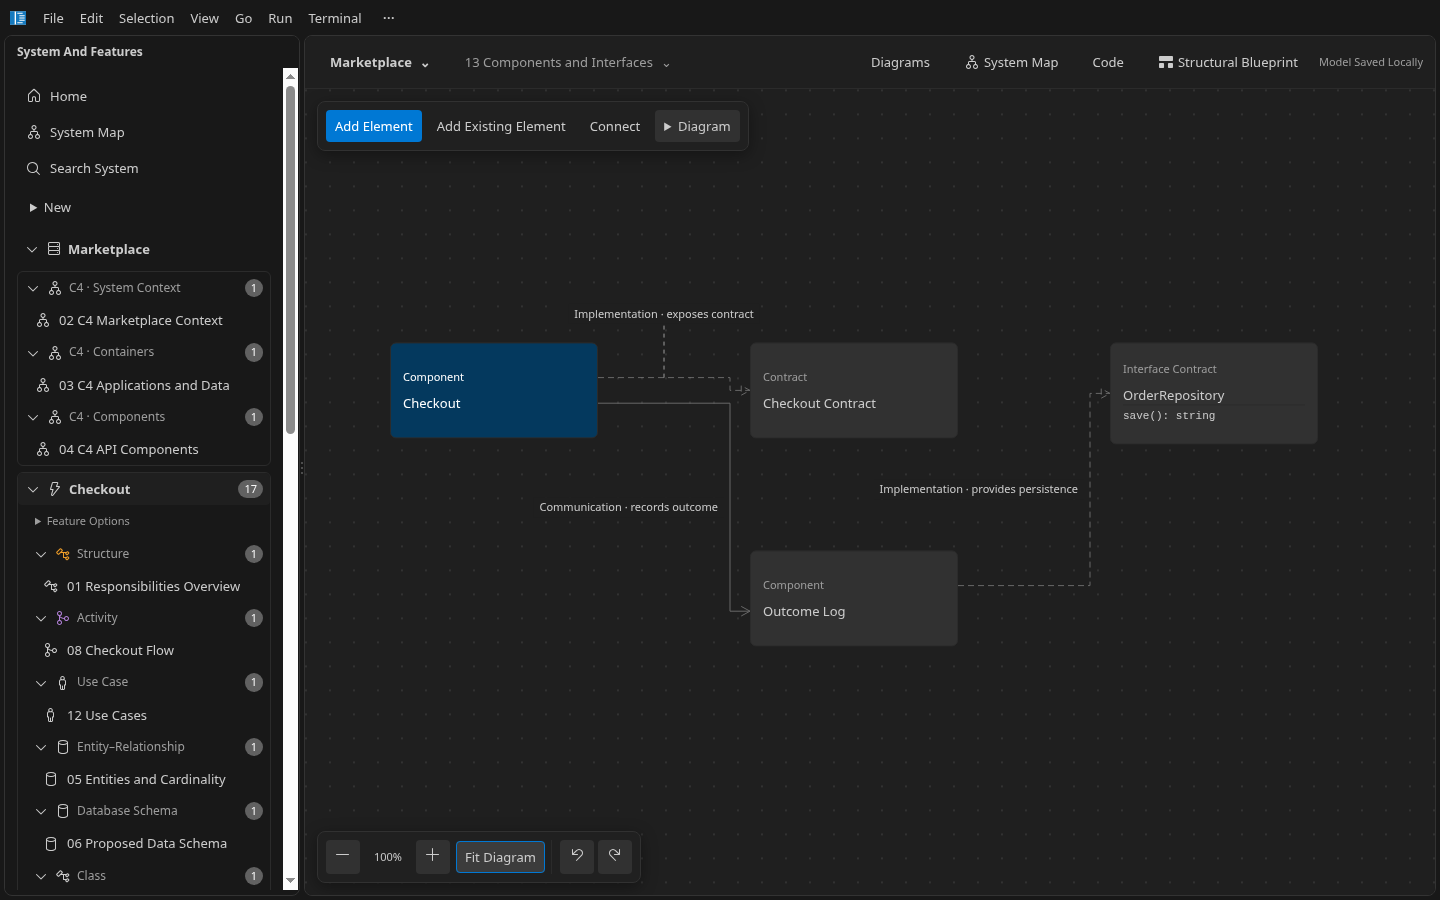 File Edit Selection View Go Run Terminal ···
System And Features
Home
System Map
Search System
New
Marketplace
C4 · System Context 1
02 C4 Marketplace Context
C4 · Containers 1
03 C4 Applications and Data
C4 · Components 1
04 C4 API Components
Checkout 17
Feature Options
Structure 1
01 Responsibilities Overview
Activity 1
08 Checkout Flow
Use Case 1
12 Use Cases
Entity–Relationship 1
05 Entities and Cardinality
Database Schema 1
06 Proposed Data Schema
Class 1
Marketplace 13 Components and Interfaces Diagrams System Map Code Structural Blueprint Model Saved Locally
Add Element Add Existing Element Connect Diagram
Implementation · exposes contract
Component
Checkout
Contract
Checkout Contract
Interface Contract
OrderRepository
save(): string
Implementation · provides persistence
Communication · records outcome
Component
Outcome Log
100% Fit Diagram